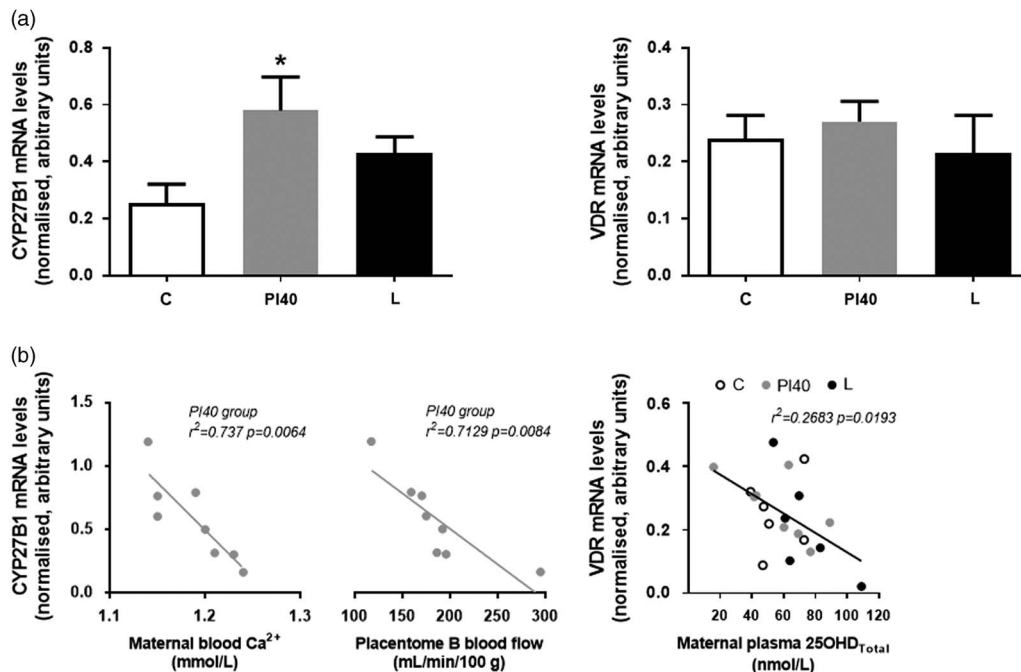 (a)
CYP27B1 mRNA levels
(normalised, arbitrary units)
0.8
0.6
0.4
0.2
0.0
*
C
PI40
L
VDR mRNA levels
(normalised, arbitrary units)
0.4
0.3
0.2
0.1
0.0
C
PI40
L
(b)
CYP27B1 mRNA levels
(normalised, arbitrary units)
1.5
1.0
0.5
0.0
PI40 group
r²=0.737 p=0.0064
1.1
1.2
1.3
Maternal blood Ca²⁺
(mmol/L)
PI40 group
r²=0.7129 p=0.0084
100
150
200
250
300
Placentome B blood flow
(mL/min/100 g)
VDR mRNA levels
(normalised, arbitrary units)
C
PI40
L
r²=0.2683 p=0.0193
0.6
0.4
0.2
0.0
0
20
40
60
80
100
120
Maternal plasma 25OHD_Total
(nmol/L)